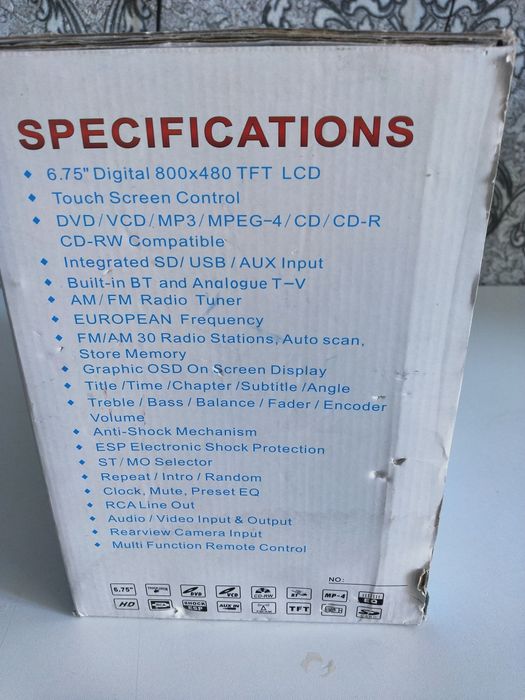 SPECIFICATIONS
6.75" Digital 800x480 TFT LCD
Touch Screen Control
DVD/VCD/MP3/MPEG-4/CD/CD-R
CD-RW Compatible
Integrated SD/ USB / AUX Input
Built-in BT and Analogue T-V
AM/FM Radio Tuner
EUROPEAN Frequency
FM/AM 30 Radio Stations, Auto scan,
Store Memory
Graphic OSD On Screen Display
Title /Time /Chapter /Subtitle /Angle
Treble / Bass / Balance / Fader / Encoder
Volume
Anti-Shock Mechanism
ESP Electronic Shock Protection
ST/MO Selector
Repeat / Intro / Random
Clock, Mute, Preset EQ
RCA Line Out
Audio / Video Input & Output
Rearview Camera Input
Multi Function Remote Control
NO:
6.75" DVD VCD CD-RW MP-4 EQ
HD SHOCK ESP AUX IN TFT SD